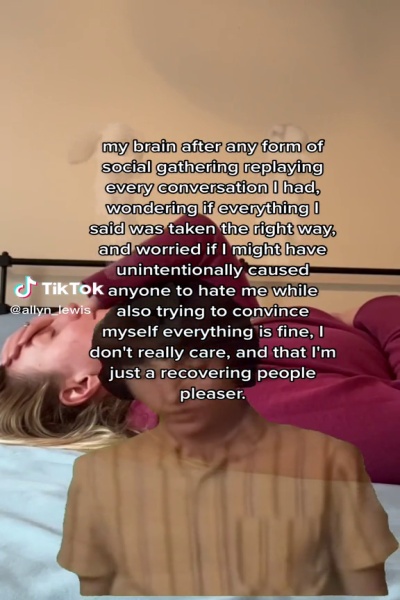 my brain after any form of
social gathering replaying
every conversation I had,
wondering if everything I
said was taken the right way,
and worried if I might have
unintentionally caused
anyone to hate me while
also trying to convince
myself everything is fine, I
don't really care, and that I'm
just a recovering people
pleaser.
TikTok
@allyn_lewis